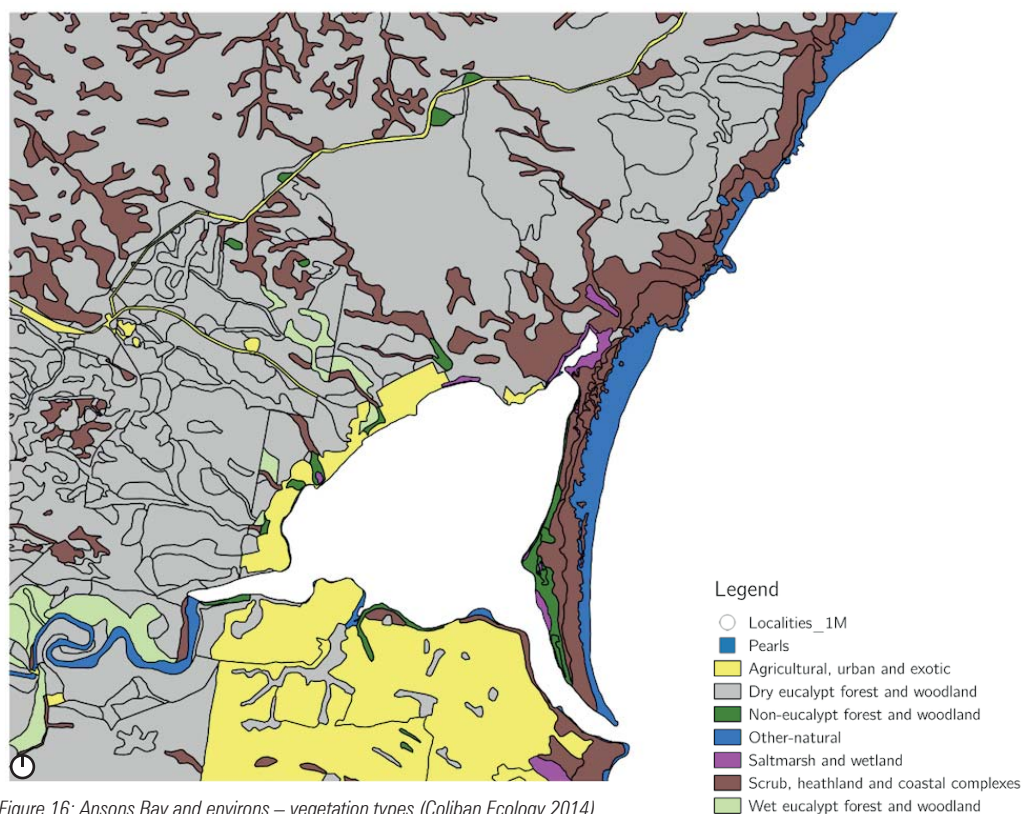 Legend
Localities_1M
Pearls
Agricultural, urban and exotic
Dry eucalypt forest and woodland
Non-eucalypt forest and woodland
Other-natural
Saltmarsh and wetland
Scrub, heathland and coastal complexes
Wet eucalypt forest and woodland
Figure 16: Ansons Bay and environs – vegetation types (Coliban Ecology 2014)